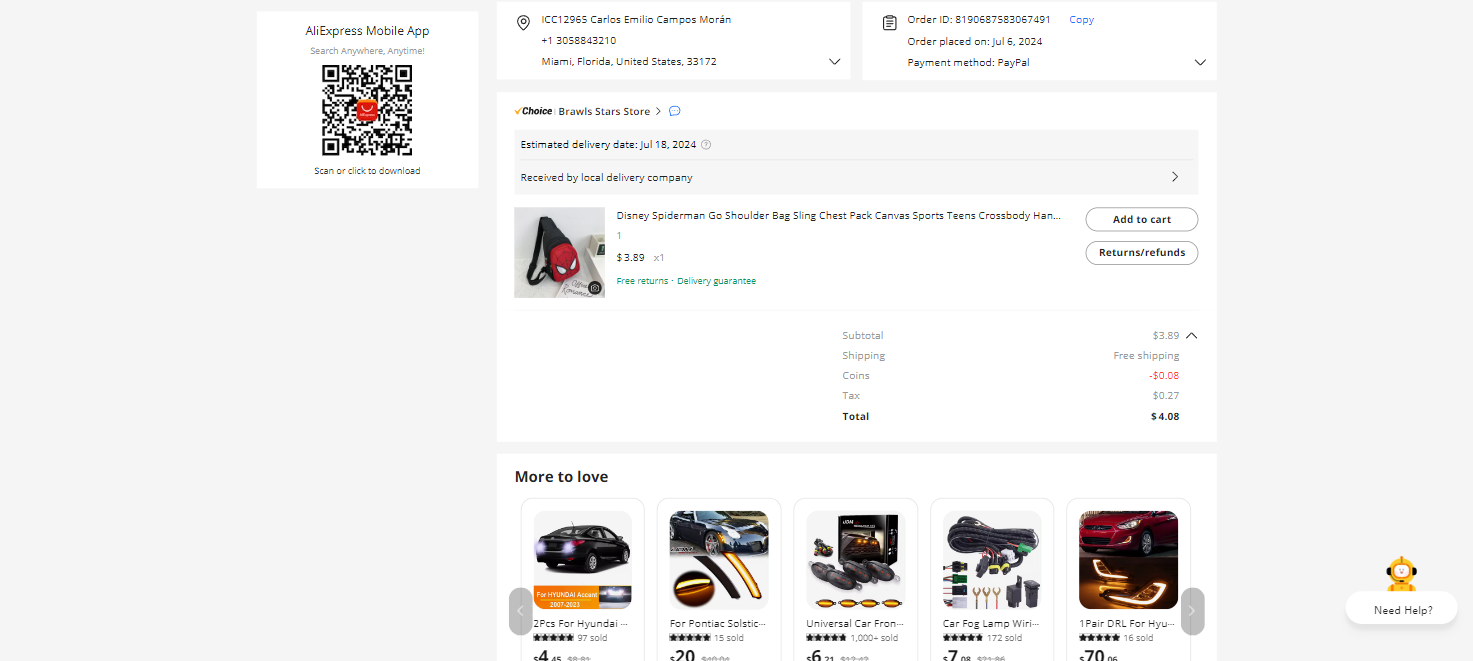 AliExpress Mobile App
Search Anywhere, Anytime!
Scan or click to download
ICC12965 Carlos Emilio Campos Morán
+1 3058843210
Miami, Florida, United States, 33172
Order ID: 8190687583067491 Copy
Order placed on: Jul 6, 2024
Payment method: PayPal
Choice Brawls Stars Store
Estimated delivery date: Jul 18, 2024
Received by local delivery company
Disney Spiderman Go Shoulder Bag Sling Chest Pack Canvas Sports Teens Crossbody Han...
1
$3.89 x1
Free returns · Delivery guarantee
Add to cart
Returns/refunds
Subtotal $3.89
Shipping Free shipping
Coins -$0.08
Tax $0.27
Total $4.08
More to love
For HYUNDAI Accent
2007-2023
2Pcs For Hyundai ...
97 sold
$4.45 $8.81
For Pontiac Solstic...
15 sold
$20 $40.04
JDM
Universal Car Fron...
1,000+ sold
$6.21 $12.42
Car Fog Lamp Wiri...
172 sold
$7.08 $21.86
1Pair DRL For Hyu...
16 sold
$70.06
Need Help?